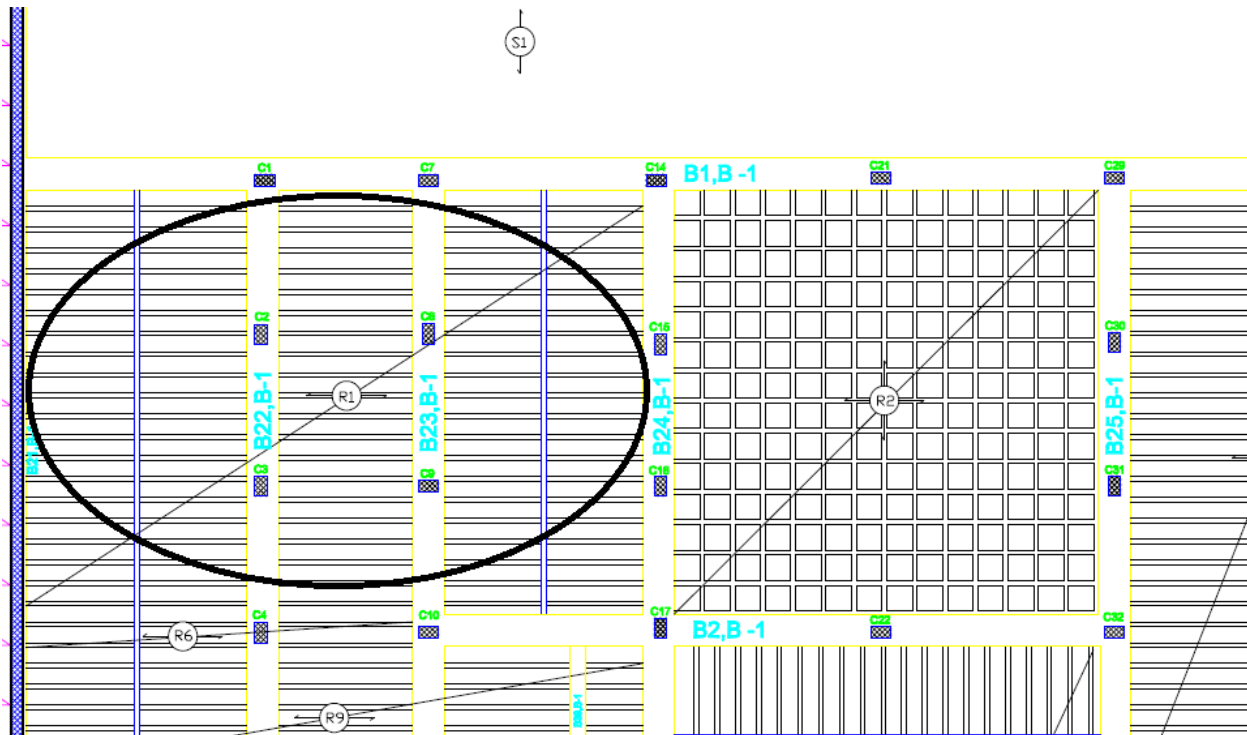 S1
C1
C7
C14
B1,B -1
C21
C29
C2
C8
C15
C30
R1
R2
B22,B-1
B23,B-1
B24,B-1
B25,B-1
C3
C9
C16
C31
C4
C10
C17
B2,B -1
C22
C32
R6
R9